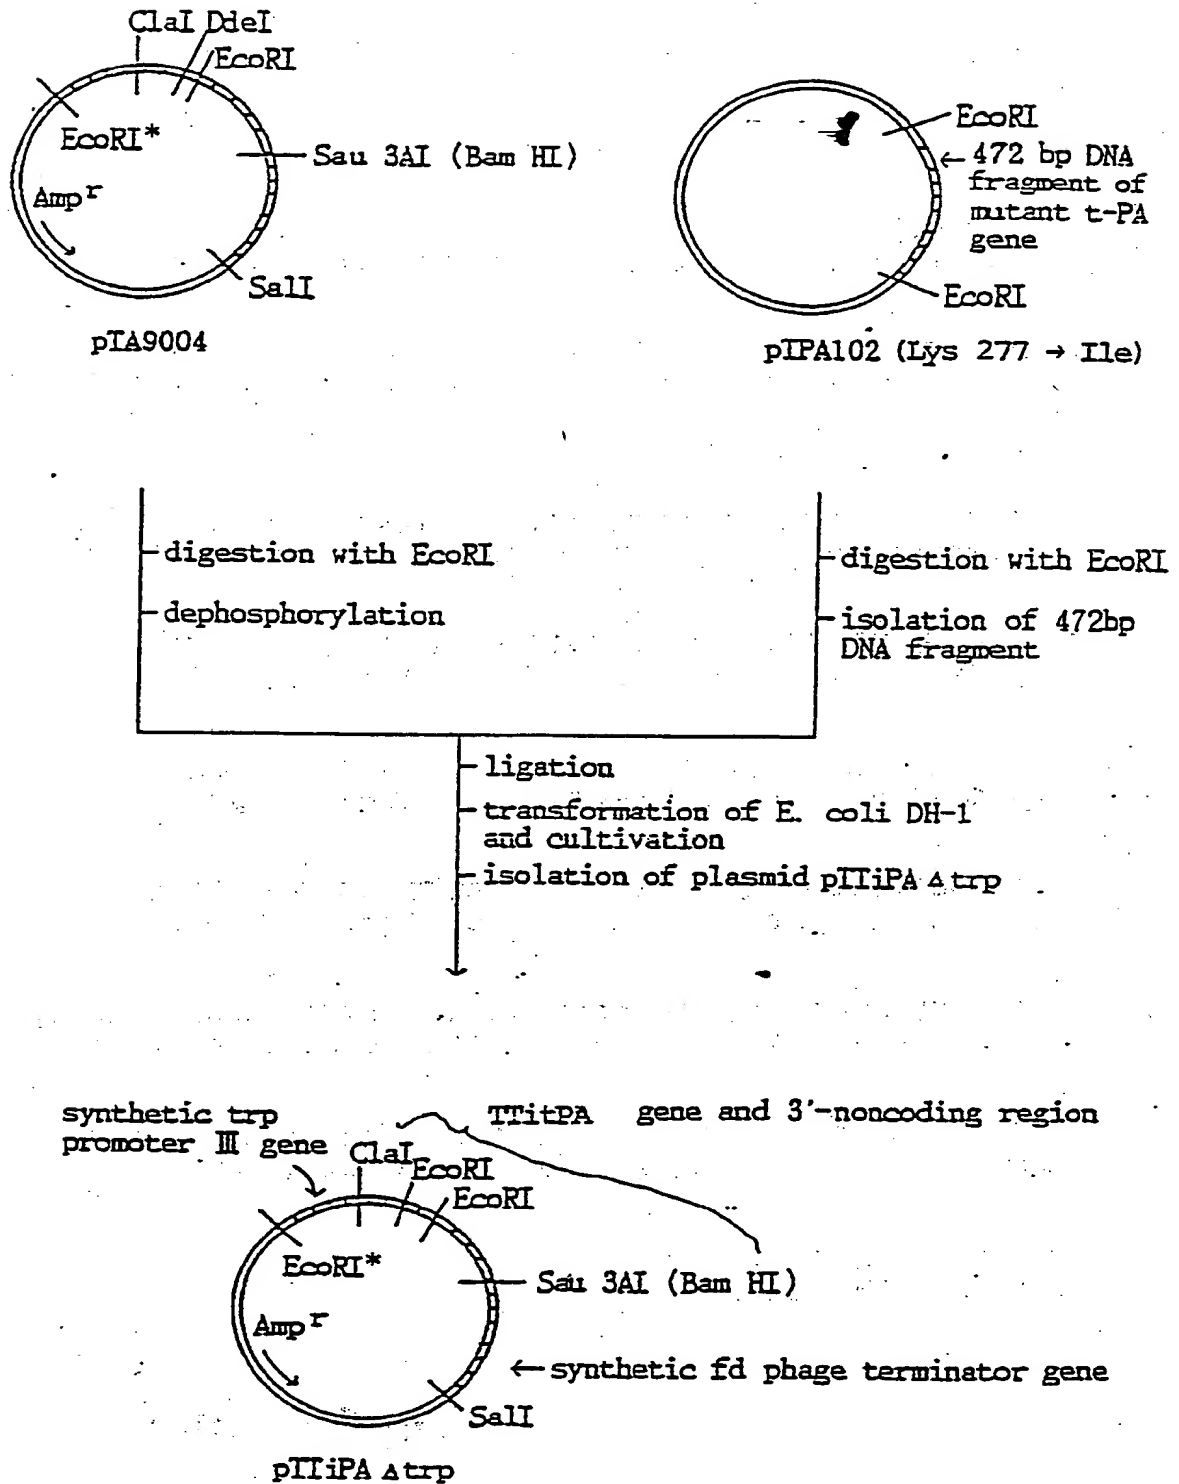 ClaI DdeI
EcoRI
EcoRI*
Sau 3AI (Bam HI)
Amp r
SalI
pTA9004
EcoRI
← 472 bp DNA
fragment of
mutant t-PA
gene
EcoRI
pTPA102 (Lys 277 → Ile)
digestion with EcoRI
dephosphorylation
digestion with EcoRI
isolation of 472bp
DNA fragment
ligation
transformation of E. coli DH-1
and cultivation
isolation of plasmid pTTiPA Δ trp
synthetic trp
promoter III gene
TTitPA gene and 3'-noncoding region
ClaI
EcoRI
EcoRI
EcoRI*
Sau 3AI (Bam HI)
Amp r
← synthetic fd phage terminator gene
SalI
pTTiPA Δ trp